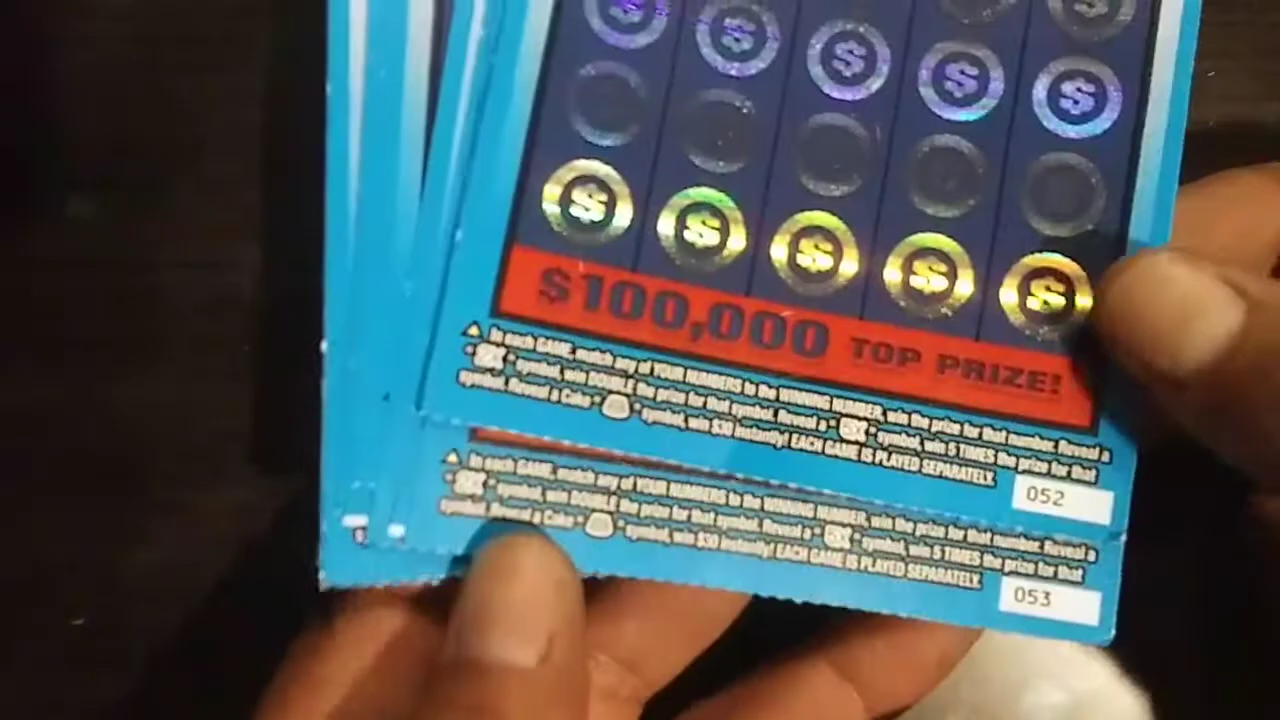 $100,000 TOP PRIZE!
In each GAME, match any of YOUR NUMBERS to the WINNING NUMBER, win the prize for that number. Reveal a
" 2X " symbol, win DOUBLE the prize for that symbol. Reveal a " 5X " symbol, win 5 TIMES the prize for that
symbol. Reveal a Cake " " symbol, win $30 instantly! EACH GAME IS PLAYED SEPARATELY.
052
In each GAME, match any of YOUR NUMBERS to the WINNING NUMBER, win the prize for that number. Reveal a
" 2X " symbol, win DOUBLE the prize for that symbol. Reveal a " 5X " symbol, win 5 TIMES the prize for that
symbol. Reveal a Cake " " symbol, win $30 instantly! EACH GAME IS PLAYED SEPARATELY.
053